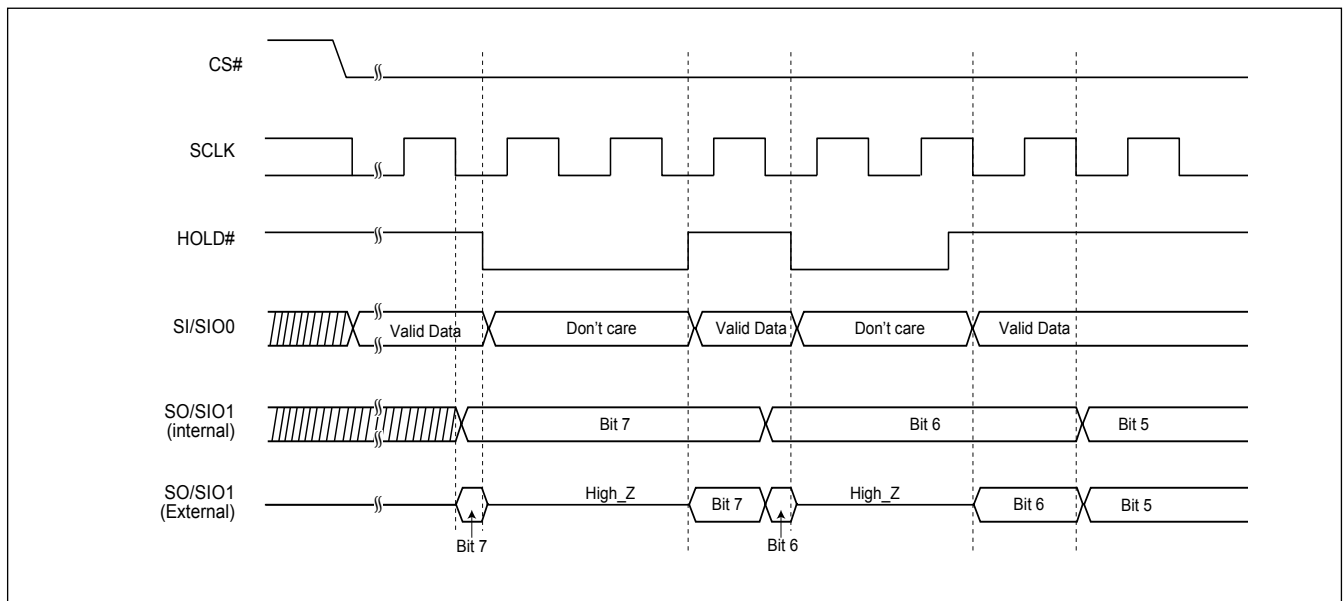 CS#
SCLK
HOLD#
SI/SIO0
Valid Data
Don't care
Valid Data
Don't care
Valid Data
SO/SIO1
(internal)
Bit 7
Bit 6
Bit 5
SO/SIO1
(External)
High_Z
Bit 7
High_Z
Bit 6
Bit 5
Bit 7
Bit 6